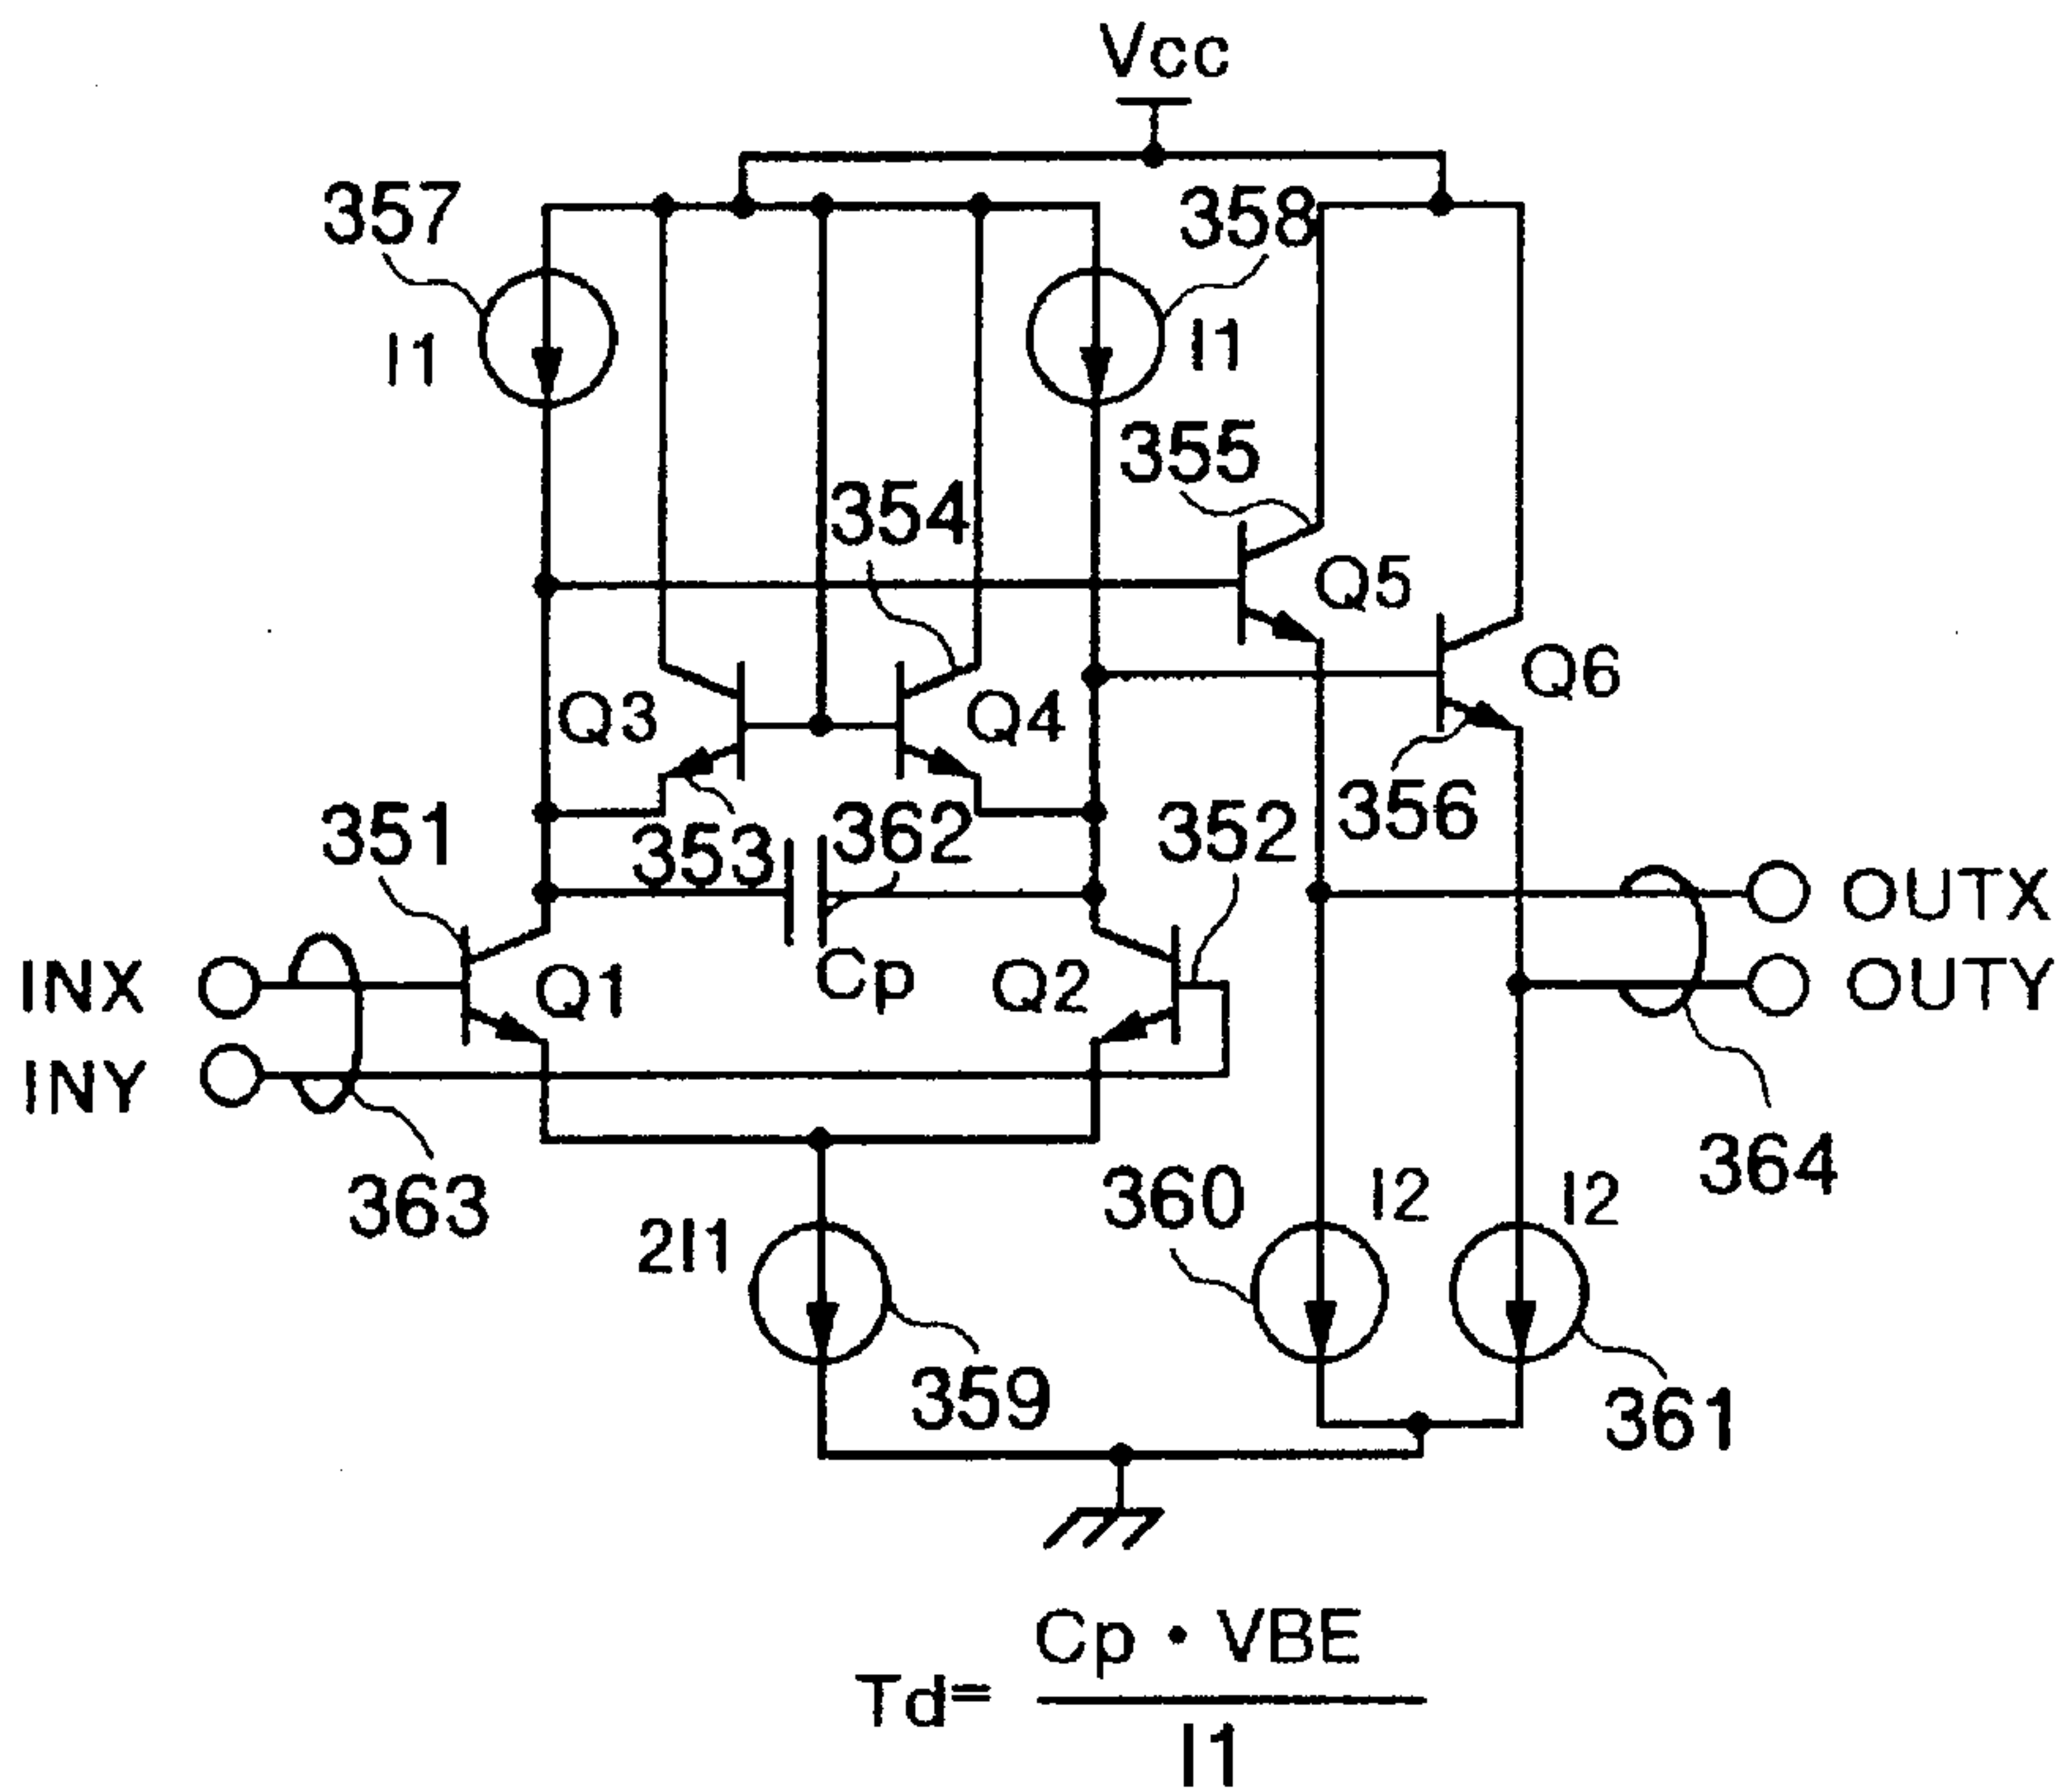 Vcc
357
358
I1
I1
355
354
Q5
Q3
Q4
Q6
351
353
362
352
356
OUTX
INX
Q1
Cp
Q2
OUTY
INY
363
360
I2
I2
364
2I1
359
361
Td= Cp • VBE
I1